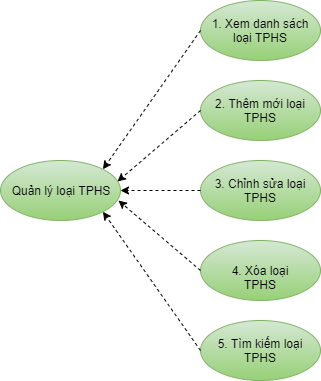 1. Xem danh sách
loại TPHS
2. Thêm mới loại
TPHS
Quản lý loại TPHS
3. Chỉnh sửa loại
TPHS
4. Xóa loại
TPHS
5. Tìm kiếm loại
TPHS